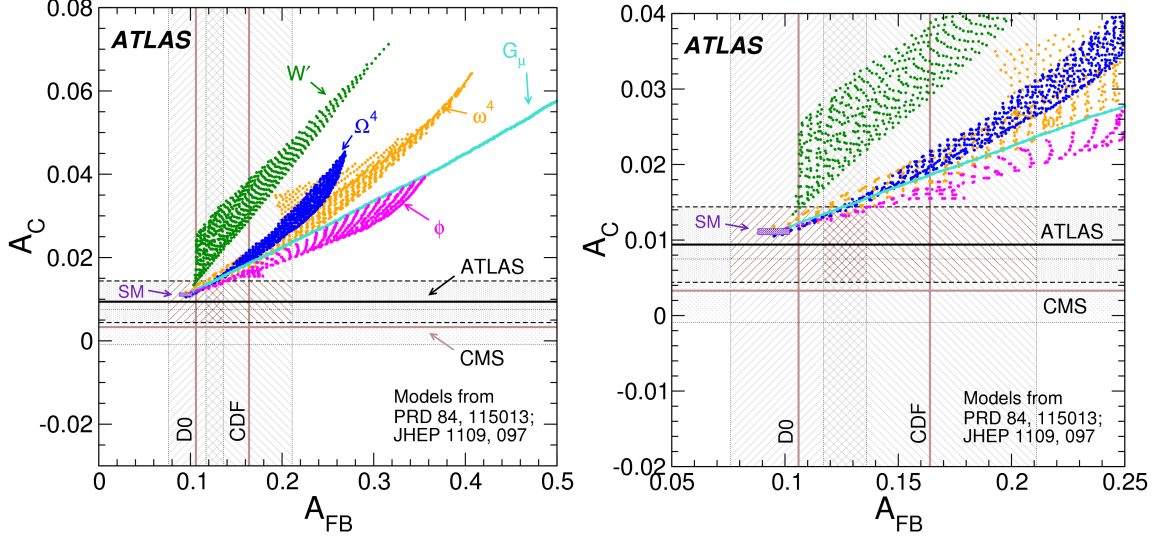 ATLAS
0.08
0.06
0.04
0.02
0
-0.02
A_C
W′
Ω⁴
ω⁴
G_μ
ϕ
SM
ATLAS
CMS
D0
CDF
Models from
PRD 84, 115013;
JHEP 1109, 097
0 0.1 0.2 0.3 0.4 0.5
A_FB
ATLAS
0.04
0.03
0.02
0.01
0
-0.01
-0.02
A_C
SM
ATLAS
CMS
D0
CDF
Models from
PRD 84, 115013;
JHEP 1109, 097
0.05 0.1 0.15 0.2 0.25
A_FB